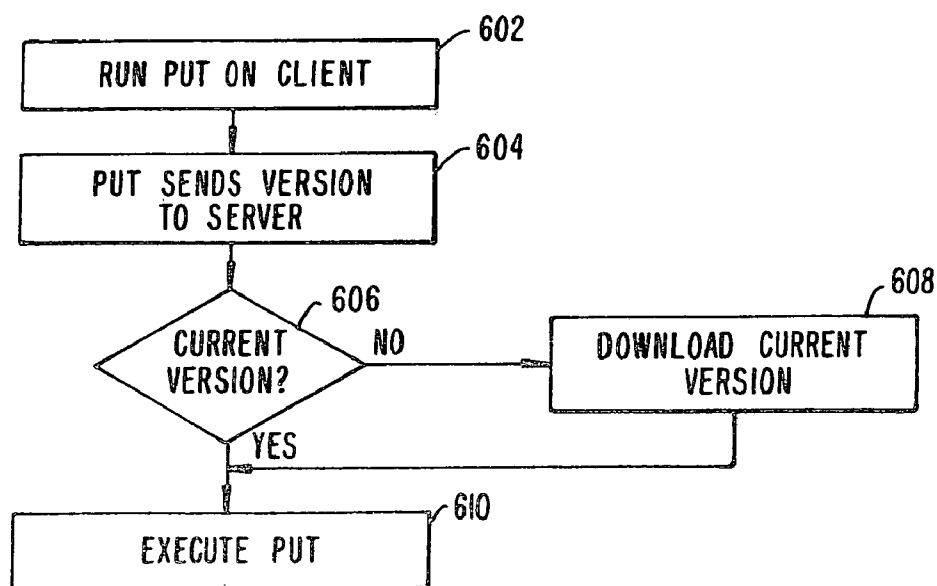 602
RUN PUT ON CLIENT
604
PUT SENDS VERSION
TO SERVER
606
CURRENT
VERSION?
NO
608
DOWNLOAD CURRENT
VERSION
YES
610
EXECUTE PUT